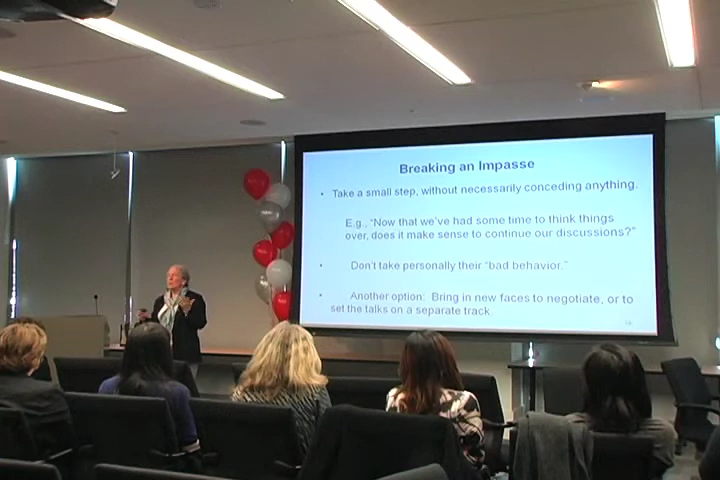 Breaking an Impasse
• Take a small step, without necessarily conceding anything.
E.g., "Now that we've had some time to think things
over, does it make sense to continue our discussions?"
• Don't take personally their "bad behavior."
• Another option: Bring in new faces to negotiate, or to
set the talks on a separate track.